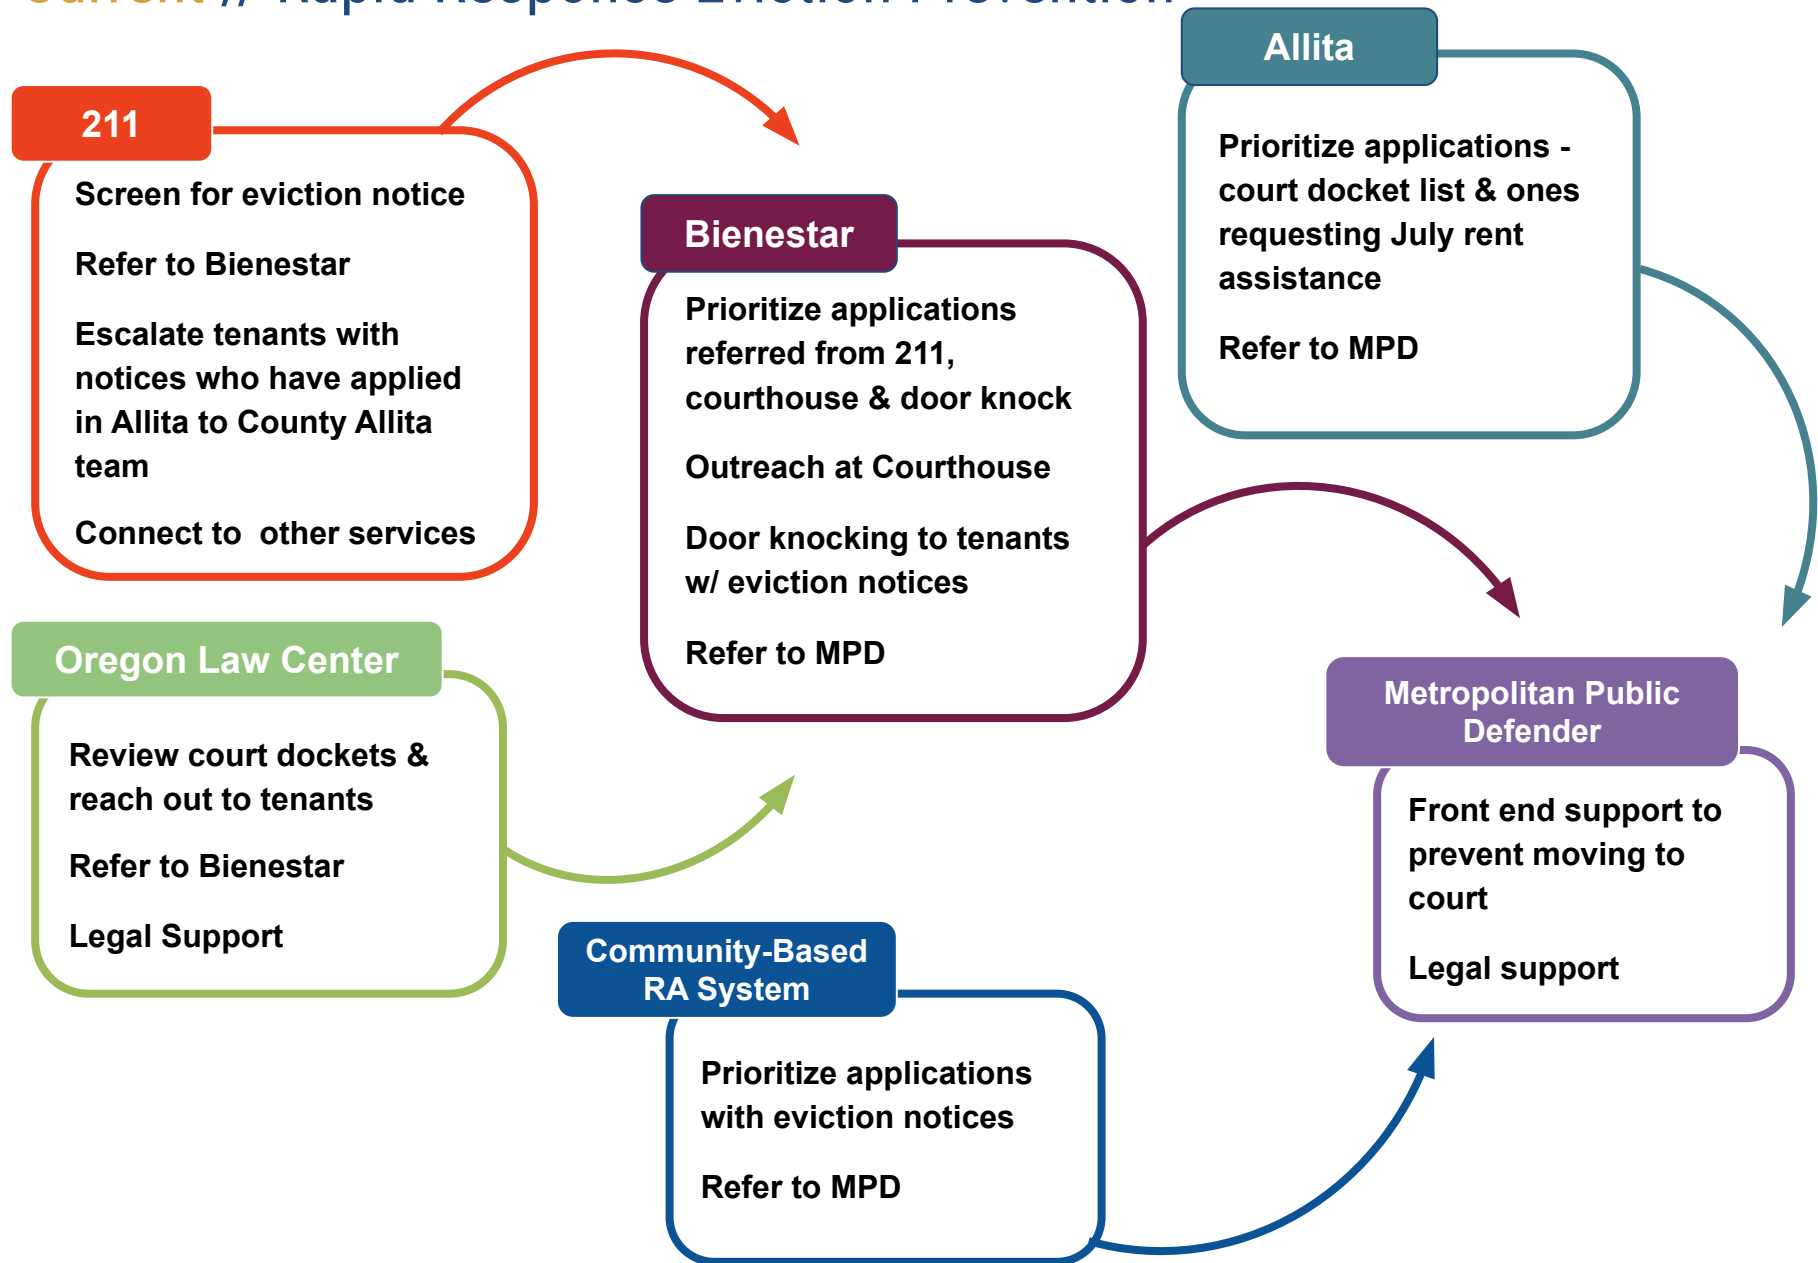 Current // Rapid Response Eviction Prevention
211
Screen for eviction notice
Refer to Bienestar
Escalate tenants with
notices who have applied
in Allita to County Allita
team
Connect to other services
Bienestar
Prioritize applications
referred from 211,
courthouse & door knock
Outreach at Courthouse
Door knocking to tenants
w/ eviction notices
Refer to MPD
Allita
Prioritize applications -
court docket list & ones
requesting July rent
assistance
Refer to MPD
Oregon Law Center
Review court dockets &
reach out to tenants
Refer to Bienestar
Legal Support
Community-Based
RA System
Prioritize applications
with eviction notices
Refer to MPD
Metropolitan Public
Defender
Front end support to
prevent moving to
court
Legal support